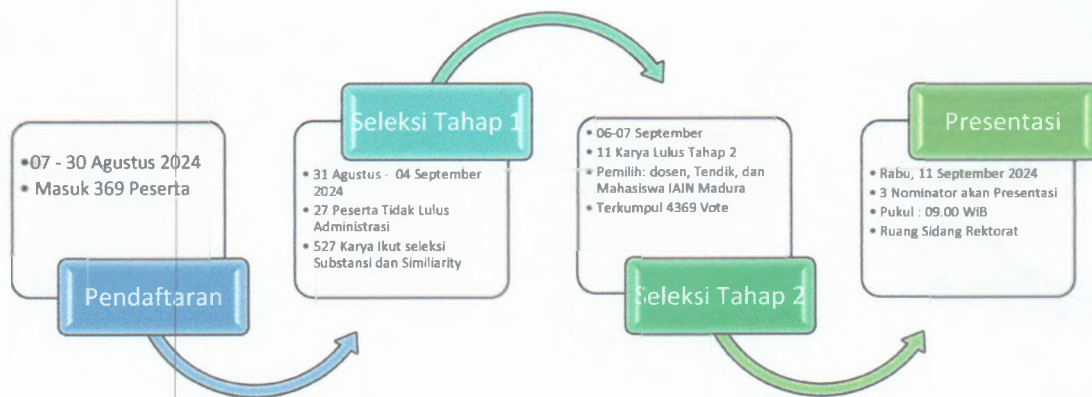 • 07 - 30 Agustus 2024
• Masuk 369 Peserta
Pendaftaran
Seleksi Tahap 1
• 31 Agustus - 04 September
2024
• 27 Peserta Tidak Lulus
Administrasi
• 527 Karya Ikut seleksi
Substansi dan Similiarity
• 06-07 September
• 11 Karya Lulus Tahap 2
• Pemilih: dosen, Tendik, dan
Mahasiswa IAIN Madura
• Terkumpul 4369 Vote
Seleksi Tahap 2
Presentasi
• Rabu, 11 September 2024
• 3 Nominator akan Presentasi
• Pukul : 09.00 WIB
• Ruang Sidang Rektorat